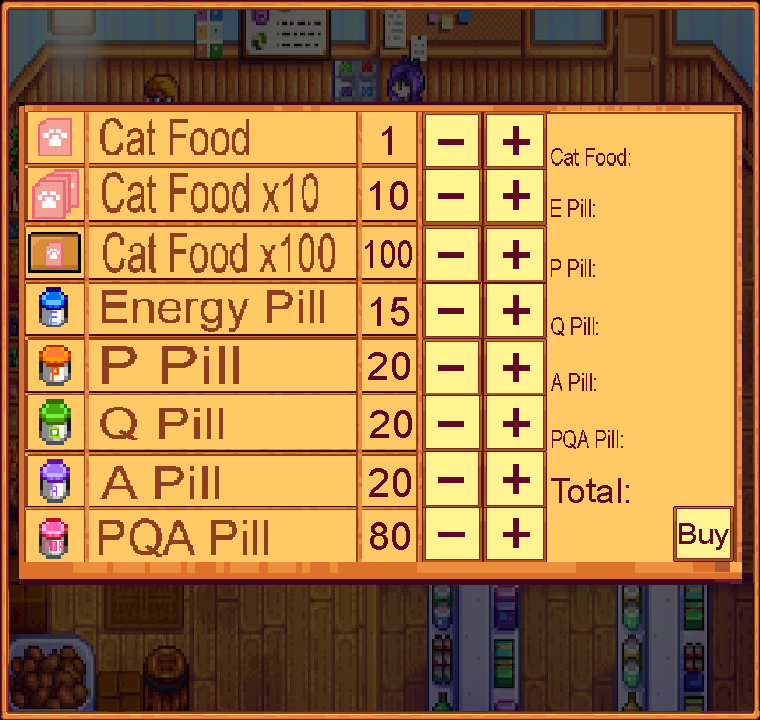 Cat Food 1 − +
Cat Food x10 10 − +
Cat Food x100 100 − +
Energy Pill 15 − +
P Pill 20 − +
Q Pill 20 − +
A Pill 20 − +
PQA Pill 80 − +
Cat Food:
E Pill:
P Pill:
Q Pill:
A Pill:
PQA Pill:
Total:
Buy